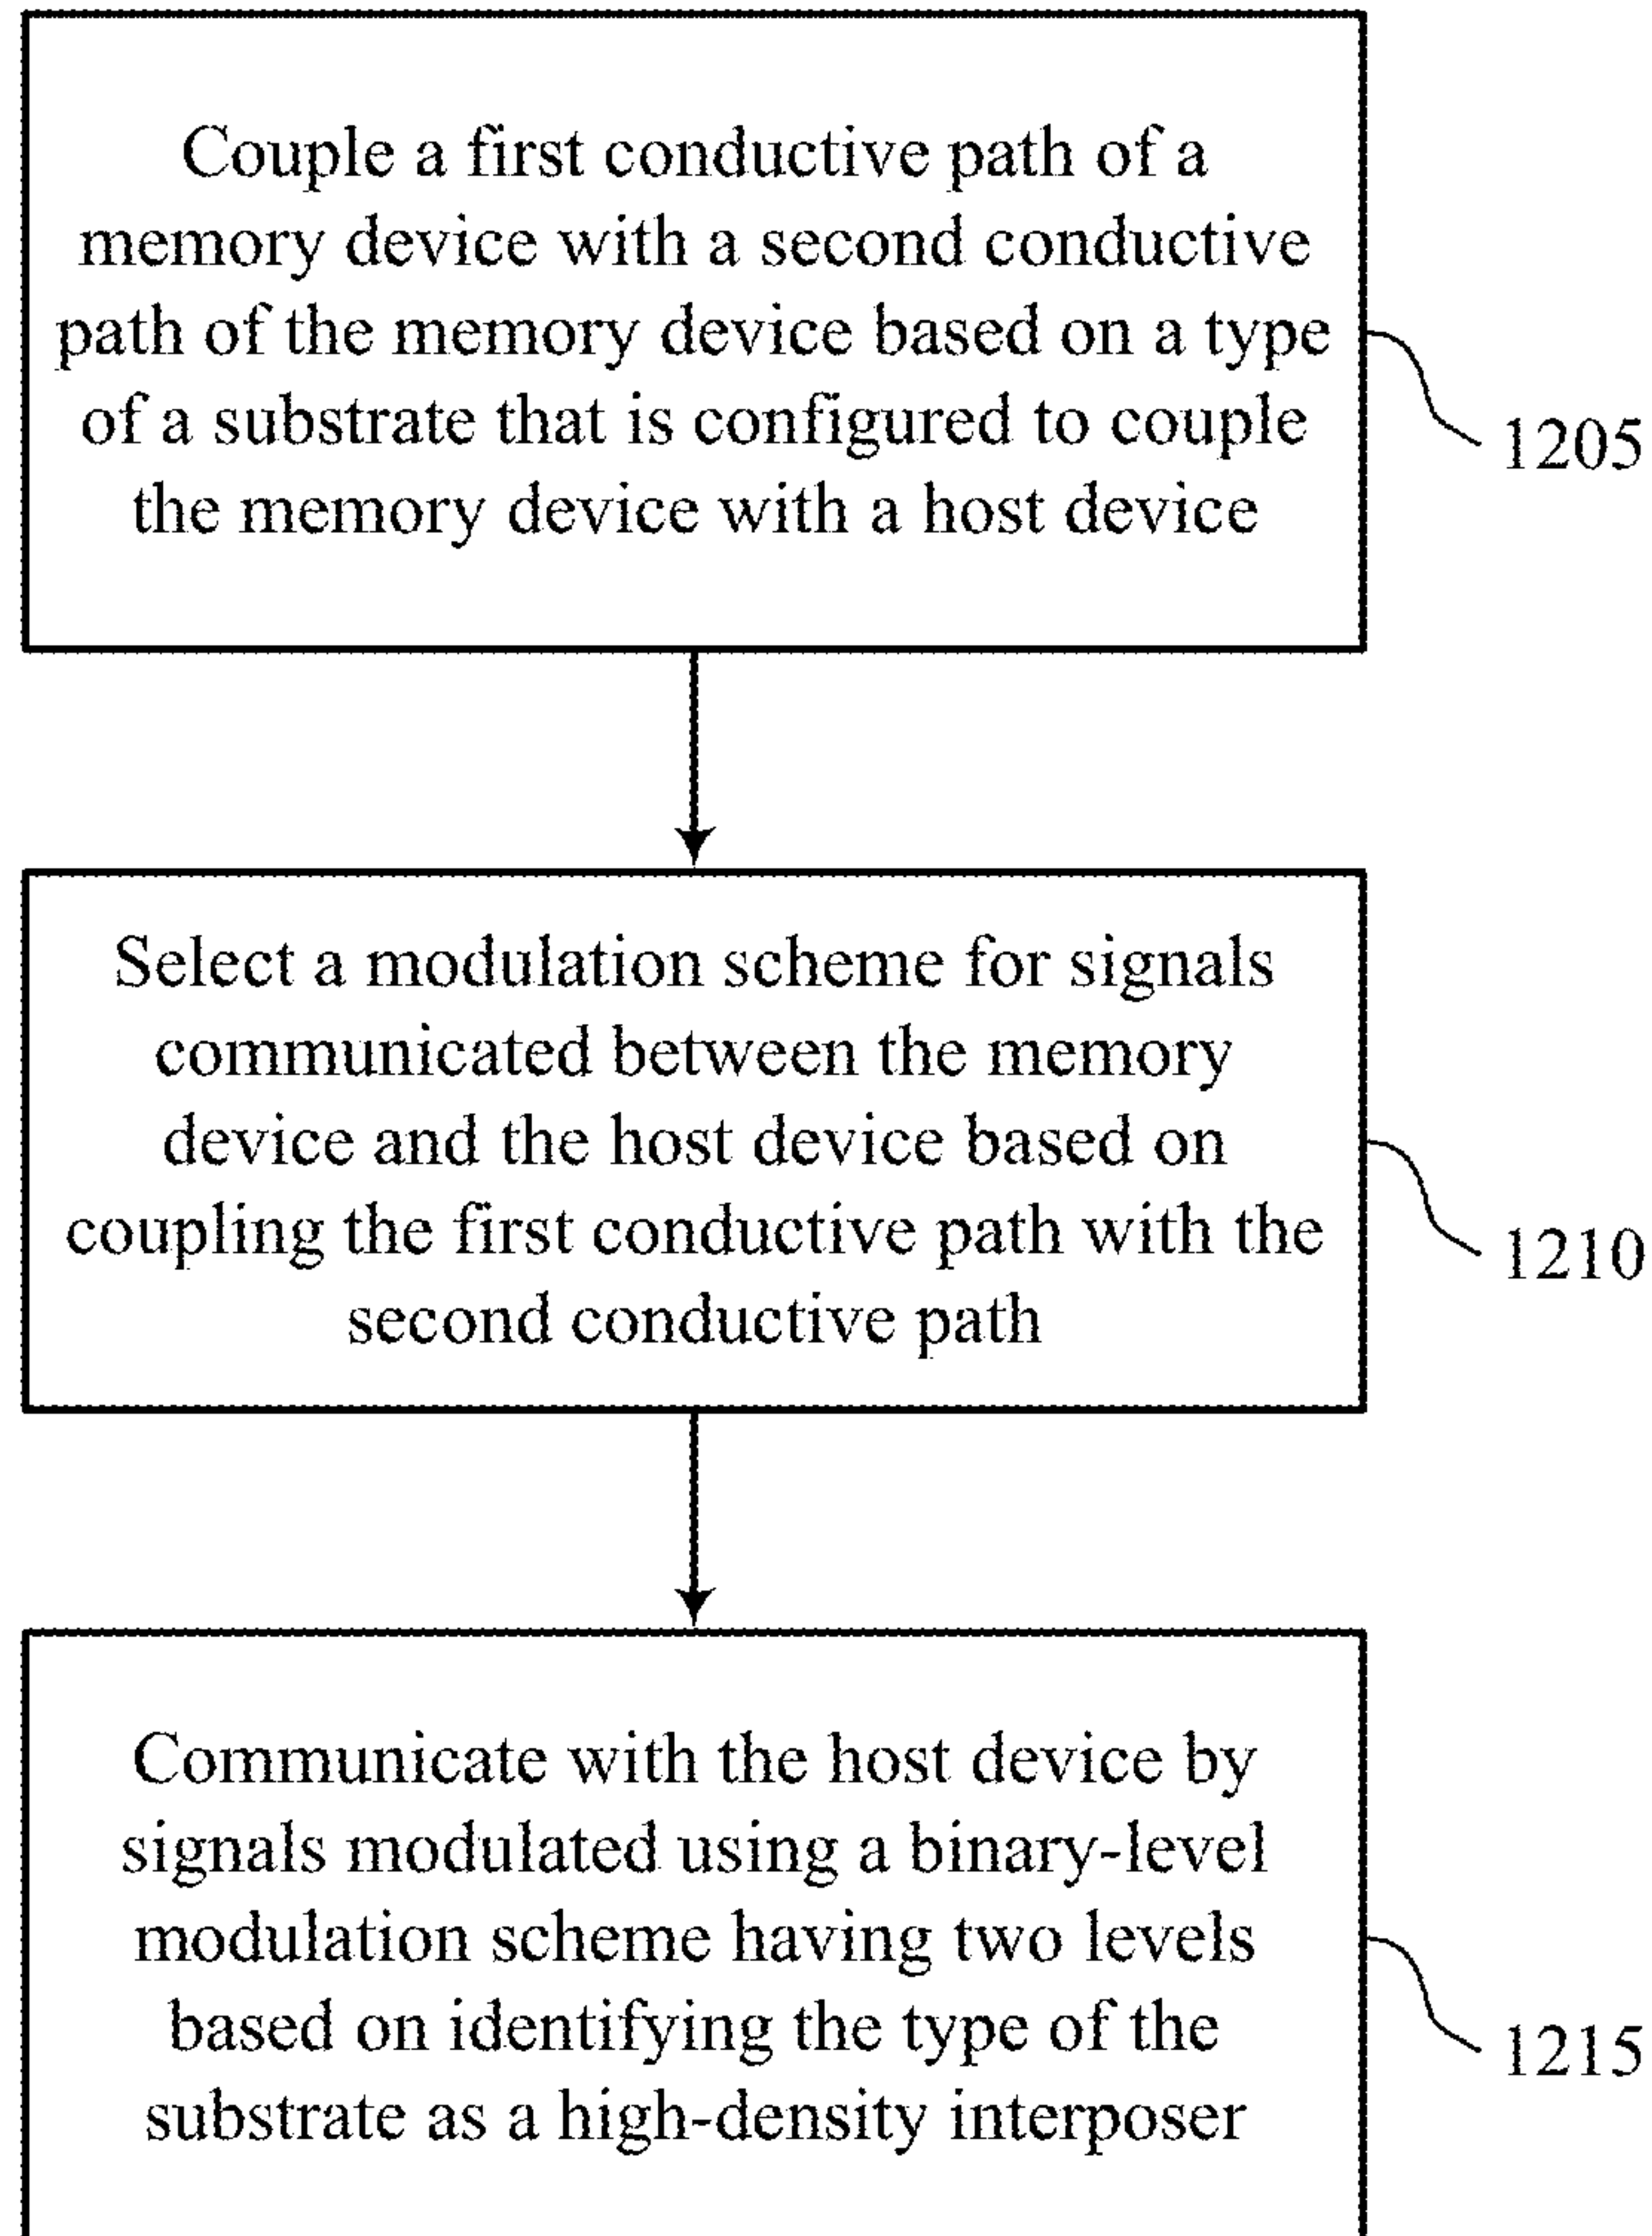 Couple a first conductive path of a
memory device with a second conductive
path of the memory device based on a type
of a substrate that is configured to couple
the memory device with a host device
1205
Select a modulation scheme for signals
communicated between the memory
device and the host device based on
coupling the first conductive path with the
second conductive path
1210
Communicate with the host device by
signals modulated using a binary-level
modulation scheme having two levels
based on identifying the type of the
substrate as a high-density interposer
1215